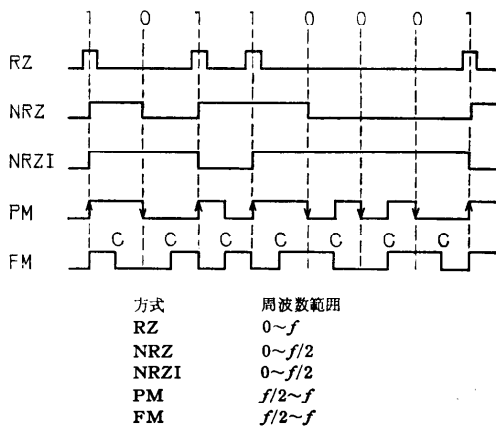 1 0 1 1 0 0 0 1
RZ
NRZ
NRZI
PM
C C C C C C C
FM
方式 周波数範囲
RZ 0~f
NRZ 0~f/2
NRZI 0~f/2
PM f/2~f
FM f/2~f